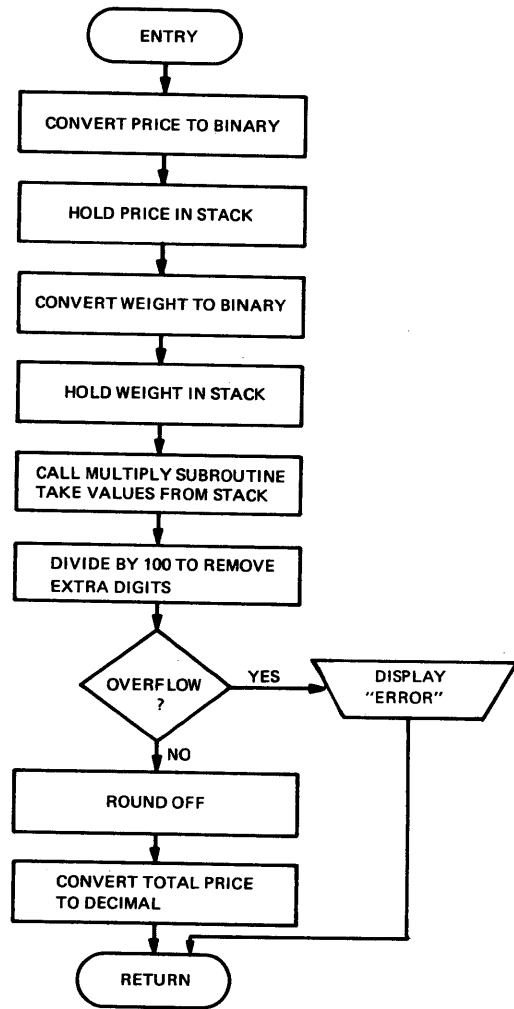 ENTRY
CONVERT PRICE TO BINARY
HOLD PRICE IN STACK
CONVERT WEIGHT TO BINARY
HOLD WEIGHT IN STACK
CALL MULTIPLY SUBROUTINE
TAKE VALUES FROM STACK
DIVIDE BY 100 TO REMOVE
EXTRA DIGITS
OVERFLOW
?
YES
DISPLAY
"ERROR"
NO
ROUND OFF
CONVERT TOTAL PRICE
TO DECIMAL
RETURN